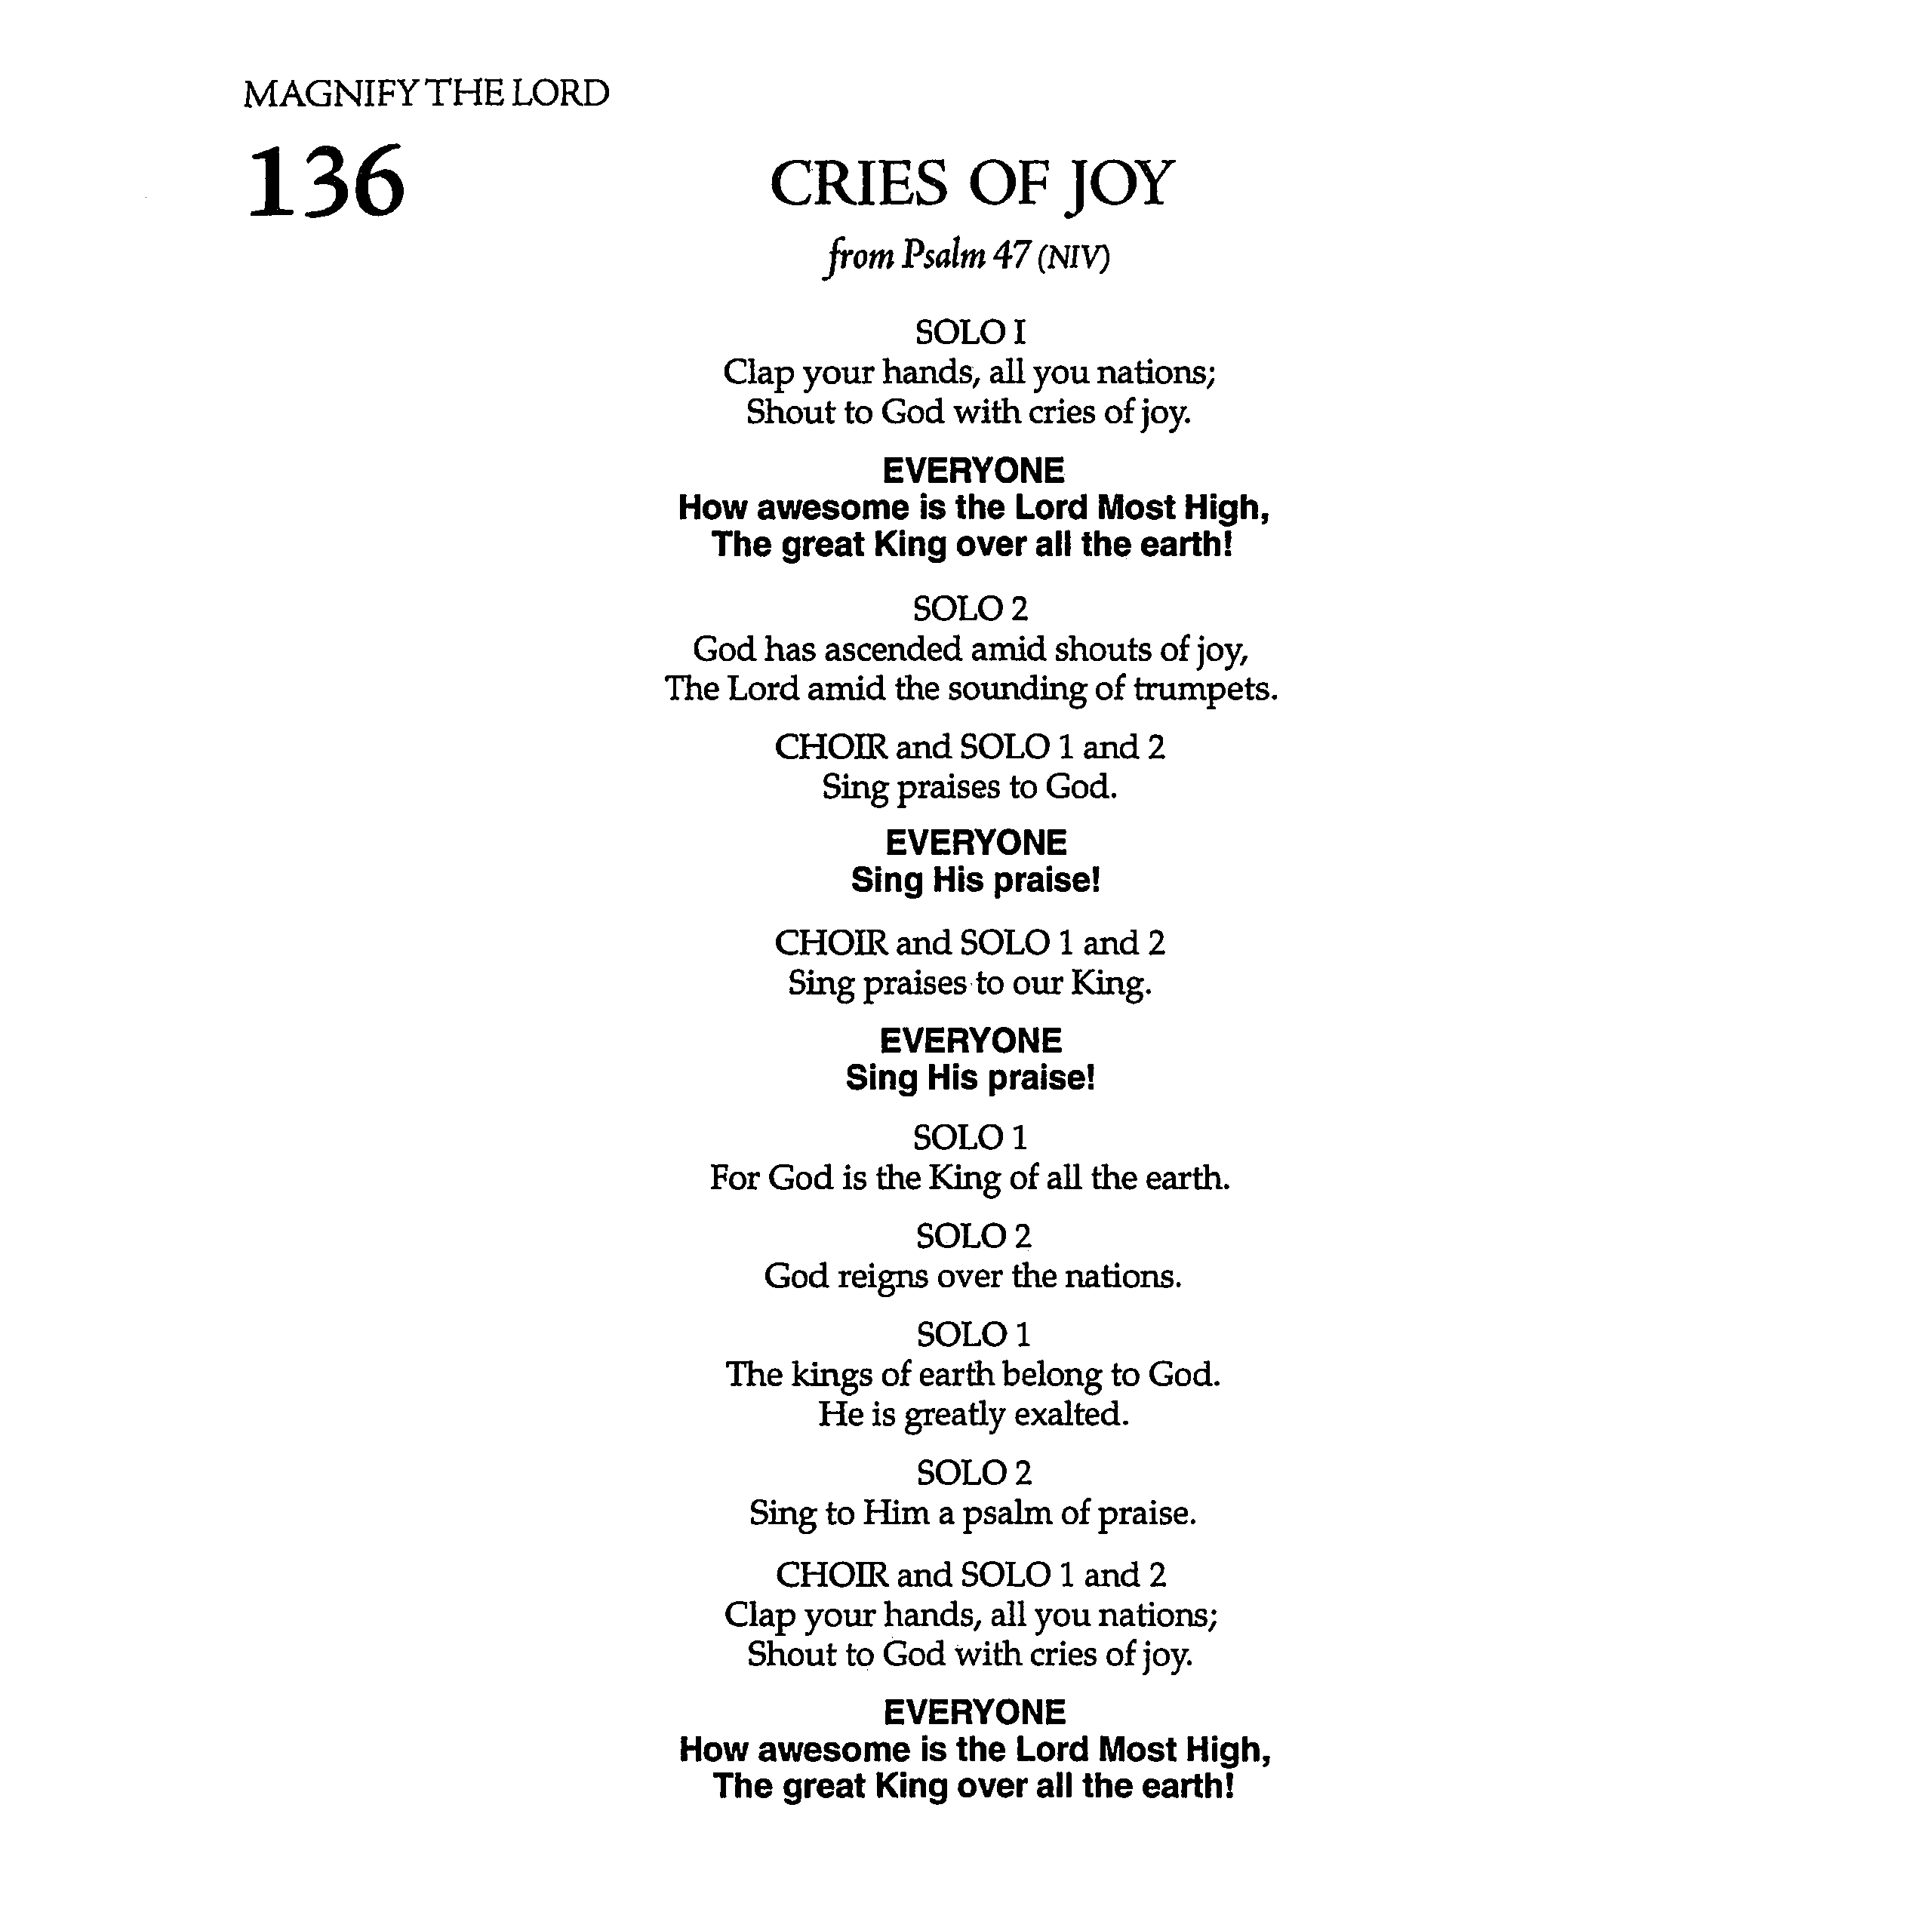 MAGNIFY THE LORD
136
CRIES OF JOY
from Psalm 47 (NIV)
SOLO I
Clap your hands, all you nations;
Shout to God with cries of joy.
EVERYONE
How awesome is the Lord Most High,
The great King over all the earth!
SOLO 2
God has ascended amid shouts of joy,
The Lord amid the sounding of trumpets.
CHOIR and SOLO 1 and 2
Sing praises to God.
EVERYONE
Sing His praise!
CHOIR and SOLO 1 and 2
Sing praises to our King.
EVERYONE
Sing His praise!
SOLO 1
For God is the King of all the earth.
SOLO 2
God reigns over the nations.
SOLO 1
The kings of earth belong to God.
He is greatly exalted.
SOLO 2
Sing to Him a psalm of praise.
CHOIR and SOLO 1 and 2
Clap your hands, all you nations;
Shout to God with cries of joy.
EVERYONE
How awesome is the Lord Most High,
The great King over all the earth!